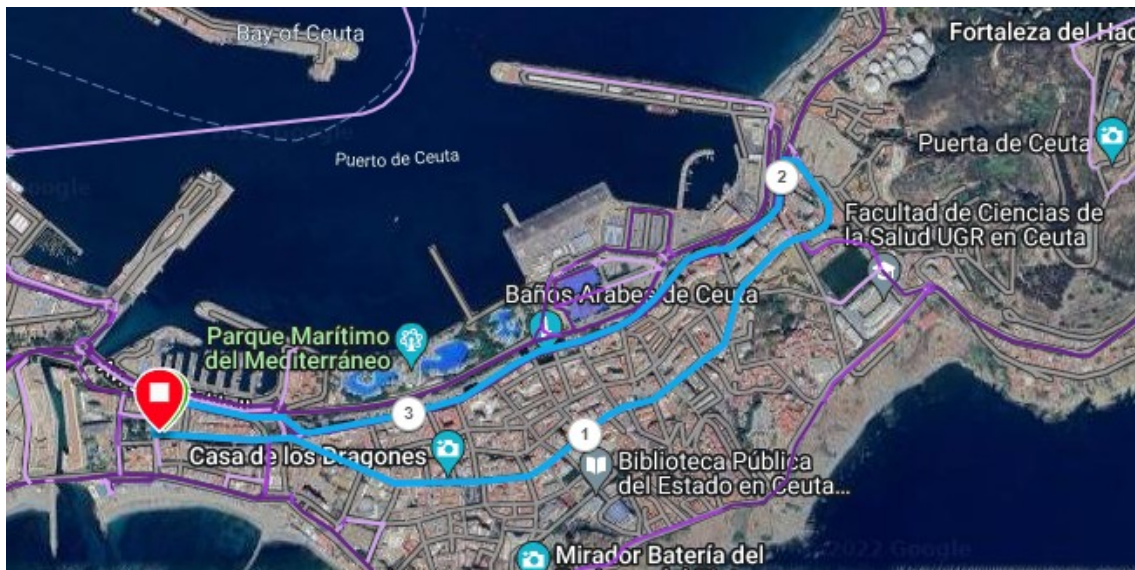 Bay of Ceuta
Fortaleza del Hac
Puerto de Ceuta
Puerta de Ceuta
2
Facultad de Ciencias de
la Salud UGR en Ceuta
Baños Árabes de Ceuta
Parque Marítimo
del Mediterráneo
3
Casa de los Dragones
1
Biblioteca Pública
del Estado en Ceuta...
Mirador Batería del
2022 Google